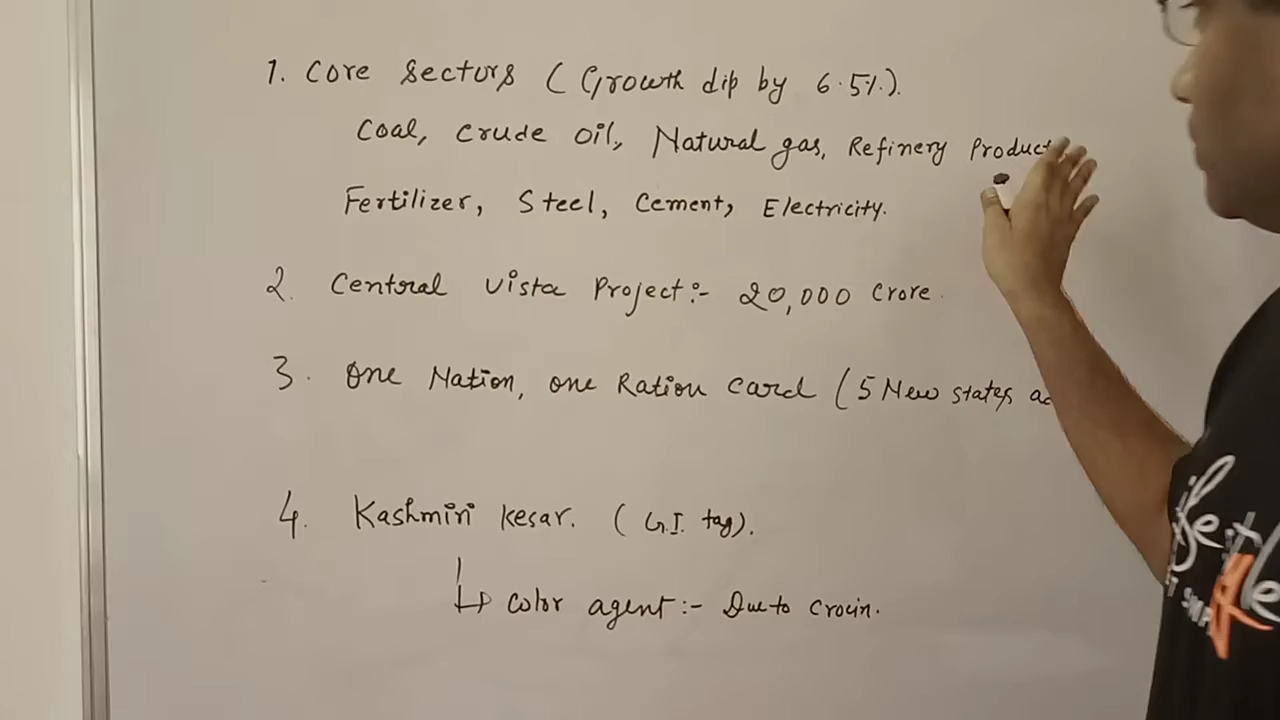 1. Core Sectors (Growth dip by 6.5%).
Coal, Crude Oil, Natural gas, Refinery Product
Fertilizer, Steel, Cement, Electricity.
2. Central Vista Project:- 20,000 Crore.
3. One Nation, one Ration Card (5 New states
4. Kashmiri Kesar. (G.I. tag).
↳ color agent:- Due to crocin.